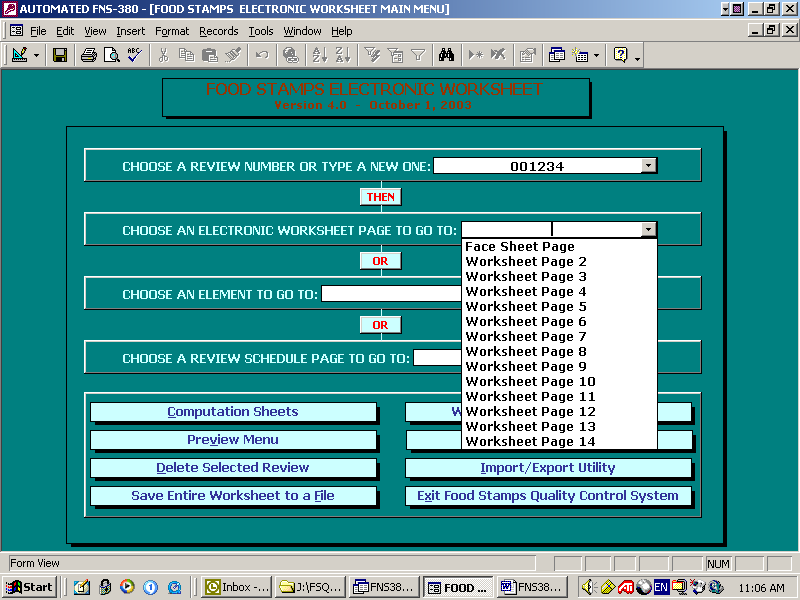 AUTOMATED FNS-380 - [FOOD STAMPS ELECTRONIC WORKSHEET MAIN MENU]
File Edit View Insert Format Records Tools Window Help
FOOD STAMPS ELECTRONIC WORKSHEET
Version 4.0 - October 1, 2003
CHOOSE A REVIEW NUMBER OR TYPE A NEW ONE: 001234
THEN
CHOOSE AN ELECTRONIC WORKSHEET PAGE TO GO TO:
Face Sheet Page
Worksheet Page 2
Worksheet Page 3
Worksheet Page 4
Worksheet Page 5
Worksheet Page 6
Worksheet Page 7
Worksheet Page 8
Worksheet Page 9
Worksheet Page 10
Worksheet Page 11
Worksheet Page 12
Worksheet Page 13
Worksheet Page 14
OR
CHOOSE AN ELEMENT TO GO TO:
OR
CHOOSE A REVIEW SCHEDULE PAGE TO GO TO:
Computation Sheets
W
Preview Menu
Delete Selected Review
Import/Export Utility
Save Entire Worksheet to a File
Exit Food Stamps Quality Control System
Form View
NUM
Start
Inbox -...
J:\FSQ...
FNS38...
FOOD ...
FNS38...
EN
11:06 AM